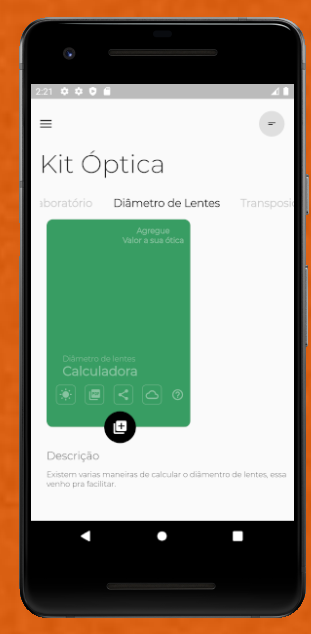 2:21
Kit Óptica
aboratório Diâmetro de Lentes Transposi
Agregue
Valor a sua ótica
Diâmetro de lentes
Calculadora
Descrição
Existem varias maneiras de calcular o diâmentro de lentes, essa
venho pra facilitar.